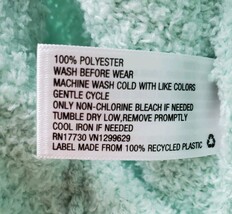 100% POLYESTER
WASH BEFORE WEAR
MACHINE WASH COLD WITH LIKE COLORS
GENTLE CYCLE
ONLY NON-CHLORINE BLEACH IF NEEDED
TUMBLE DRY LOW, REMOVE PROMPTLY
COOL IRON IF NEEDED
RN17730 VN1299629
LABEL MADE FROM 100% RECYCLED PLASTIC